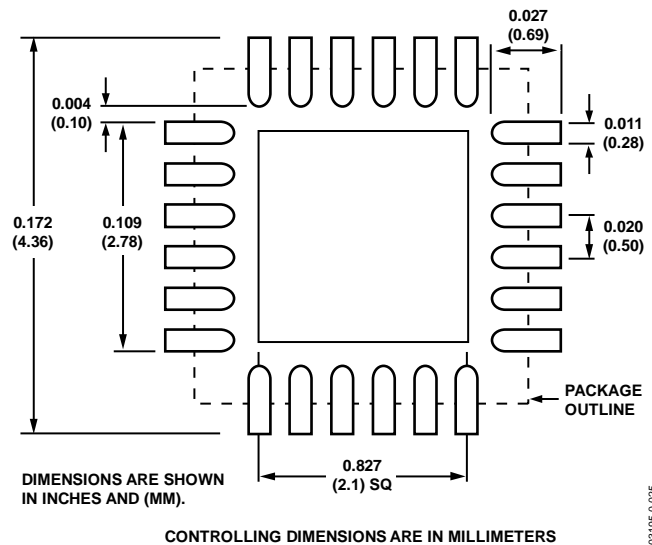 0.027
(0.69)
0.004
(0.10)
0.011
(0.28)
0.172
(4.36)
0.109
(2.78)
0.020
(0.50)
PACKAGE
OUTLINE
0.827
(2.1) SQ
DIMENSIONS ARE SHOWN
IN INCHES AND (MM).
CONTROLLING DIMENSIONS ARE IN MILLIMETERS